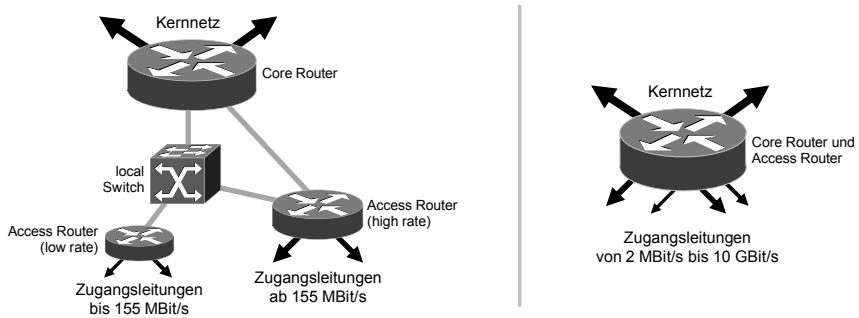 Kernnetz
Core Router
local
Switch
Access Router
(low rate)
Access Router
(high rate)
Zugangsleitungen
bis 155 MBit/s
Zugangsleitungen
ab 155 MBit/s
Kernnetz
Core Router und
Access Router
Zugangsleitungen
von 2 MBit/s bis 10 GBit/s